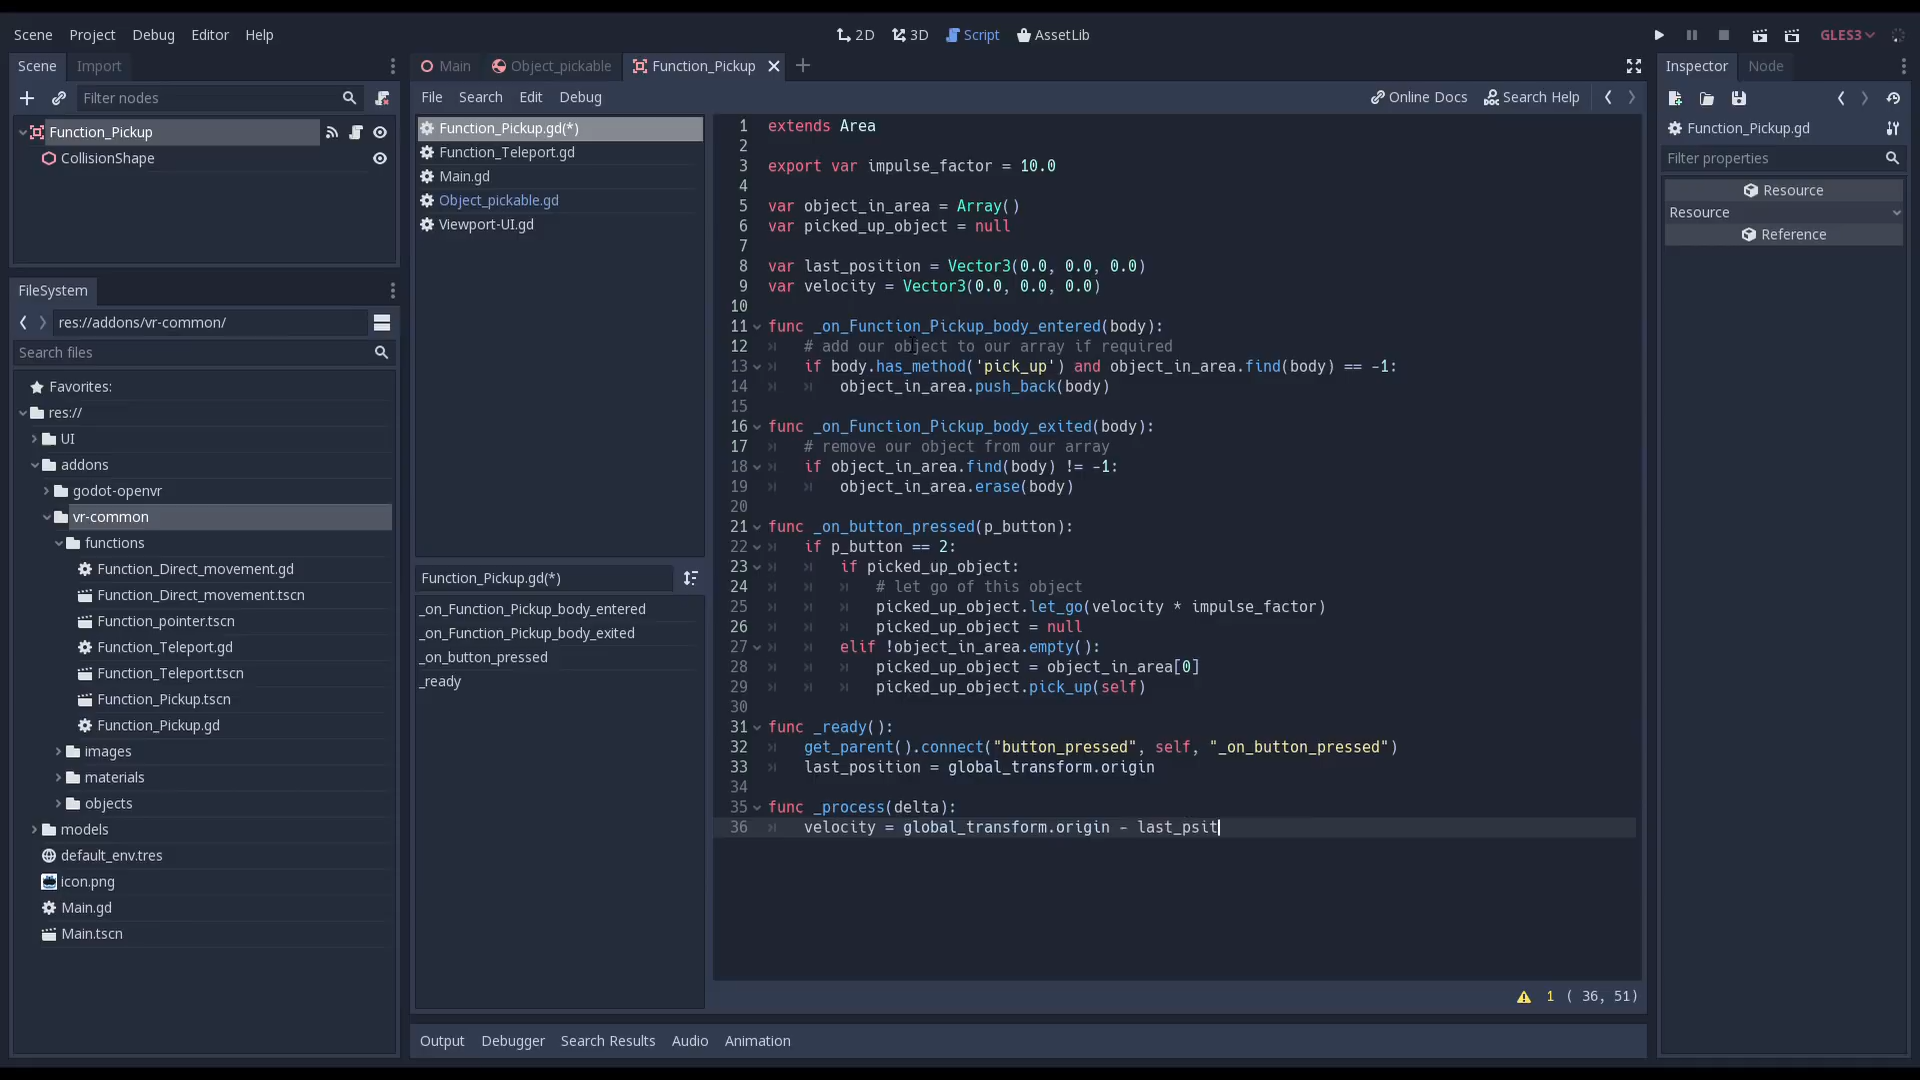 Scene Project Debug Editor Help
2D 3D Script AssetLib
GLES3
Scene Import
Filter nodes
Function_Pickup
CollisionShape
FileSystem
res://addons/vr-common/
Search files
Favorites:
res://
UI
addons
godot-openvr
vr-common
functions
Function_Direct_movement.gd
Function_Direct_movement.tscn
Function_pointer.tscn
Function_Teleport.gd
Function_Teleport.tscn
Function_Pickup.tscn
Function_Pickup.gd
images
materials
objects
models
default_env.tres
icon.png
Main.gd
Main.tscn
Main Object_pickable Function_Pickup
File Search Edit Debug
Online Docs Search Help
Function_Pickup.gd(*)
Function_Teleport.gd
Main.gd
Object_pickable.gd
Viewport-UI.gd
Function_Pickup.gd(*)
_on_Function_Pickup_body_entered
_on_Function_Pickup_body_exited
_on_button_pressed
_ready
1 extends Area
2
3 export var impulse_factor = 10.0
4
5 var object_in_area = Array()
6 var picked_up_object = null
7
8 var last_position = Vector3(0.0, 0.0, 0.0)
9 var velocity = Vector3(0.0, 0.0, 0.0)
10
11 func _on_Function_Pickup_body_entered(body):
12 # add our object to our array if required
13 if body.has_method('pick_up') and object_in_area.find(body) == -1:
14 object_in_area.push_back(body)
15
16 func _on_Function_Pickup_body_exited(body):
17 # remove our object from our array
18 if object_in_area.find(body) != -1:
19 object_in_area.erase(body)
20
21 func _on_button_pressed(p_button):
22 if p_button == 2:
23 if picked_up_object:
24 # let go of this object
25 picked_up_object.let_go(velocity * impulse_factor)
26 picked_up_object = null
27 elif !object_in_area.empty():
28 picked_up_object = object_in_area[0]
29 picked_up_object.pick_up(self)
30
31 func _ready():
32 get_parent().connect("button_pressed", self, "_on_button_pressed")
33 last_position = global_transform.origin
34
35 func _process(delta):
36 velocity = global_transform.origin - last_psit
1 ( 36, 51)
Output Debugger Search Results Audio Animation
Inspector Node
Function_Pickup.gd
Filter properties
Resource
Resource
Reference